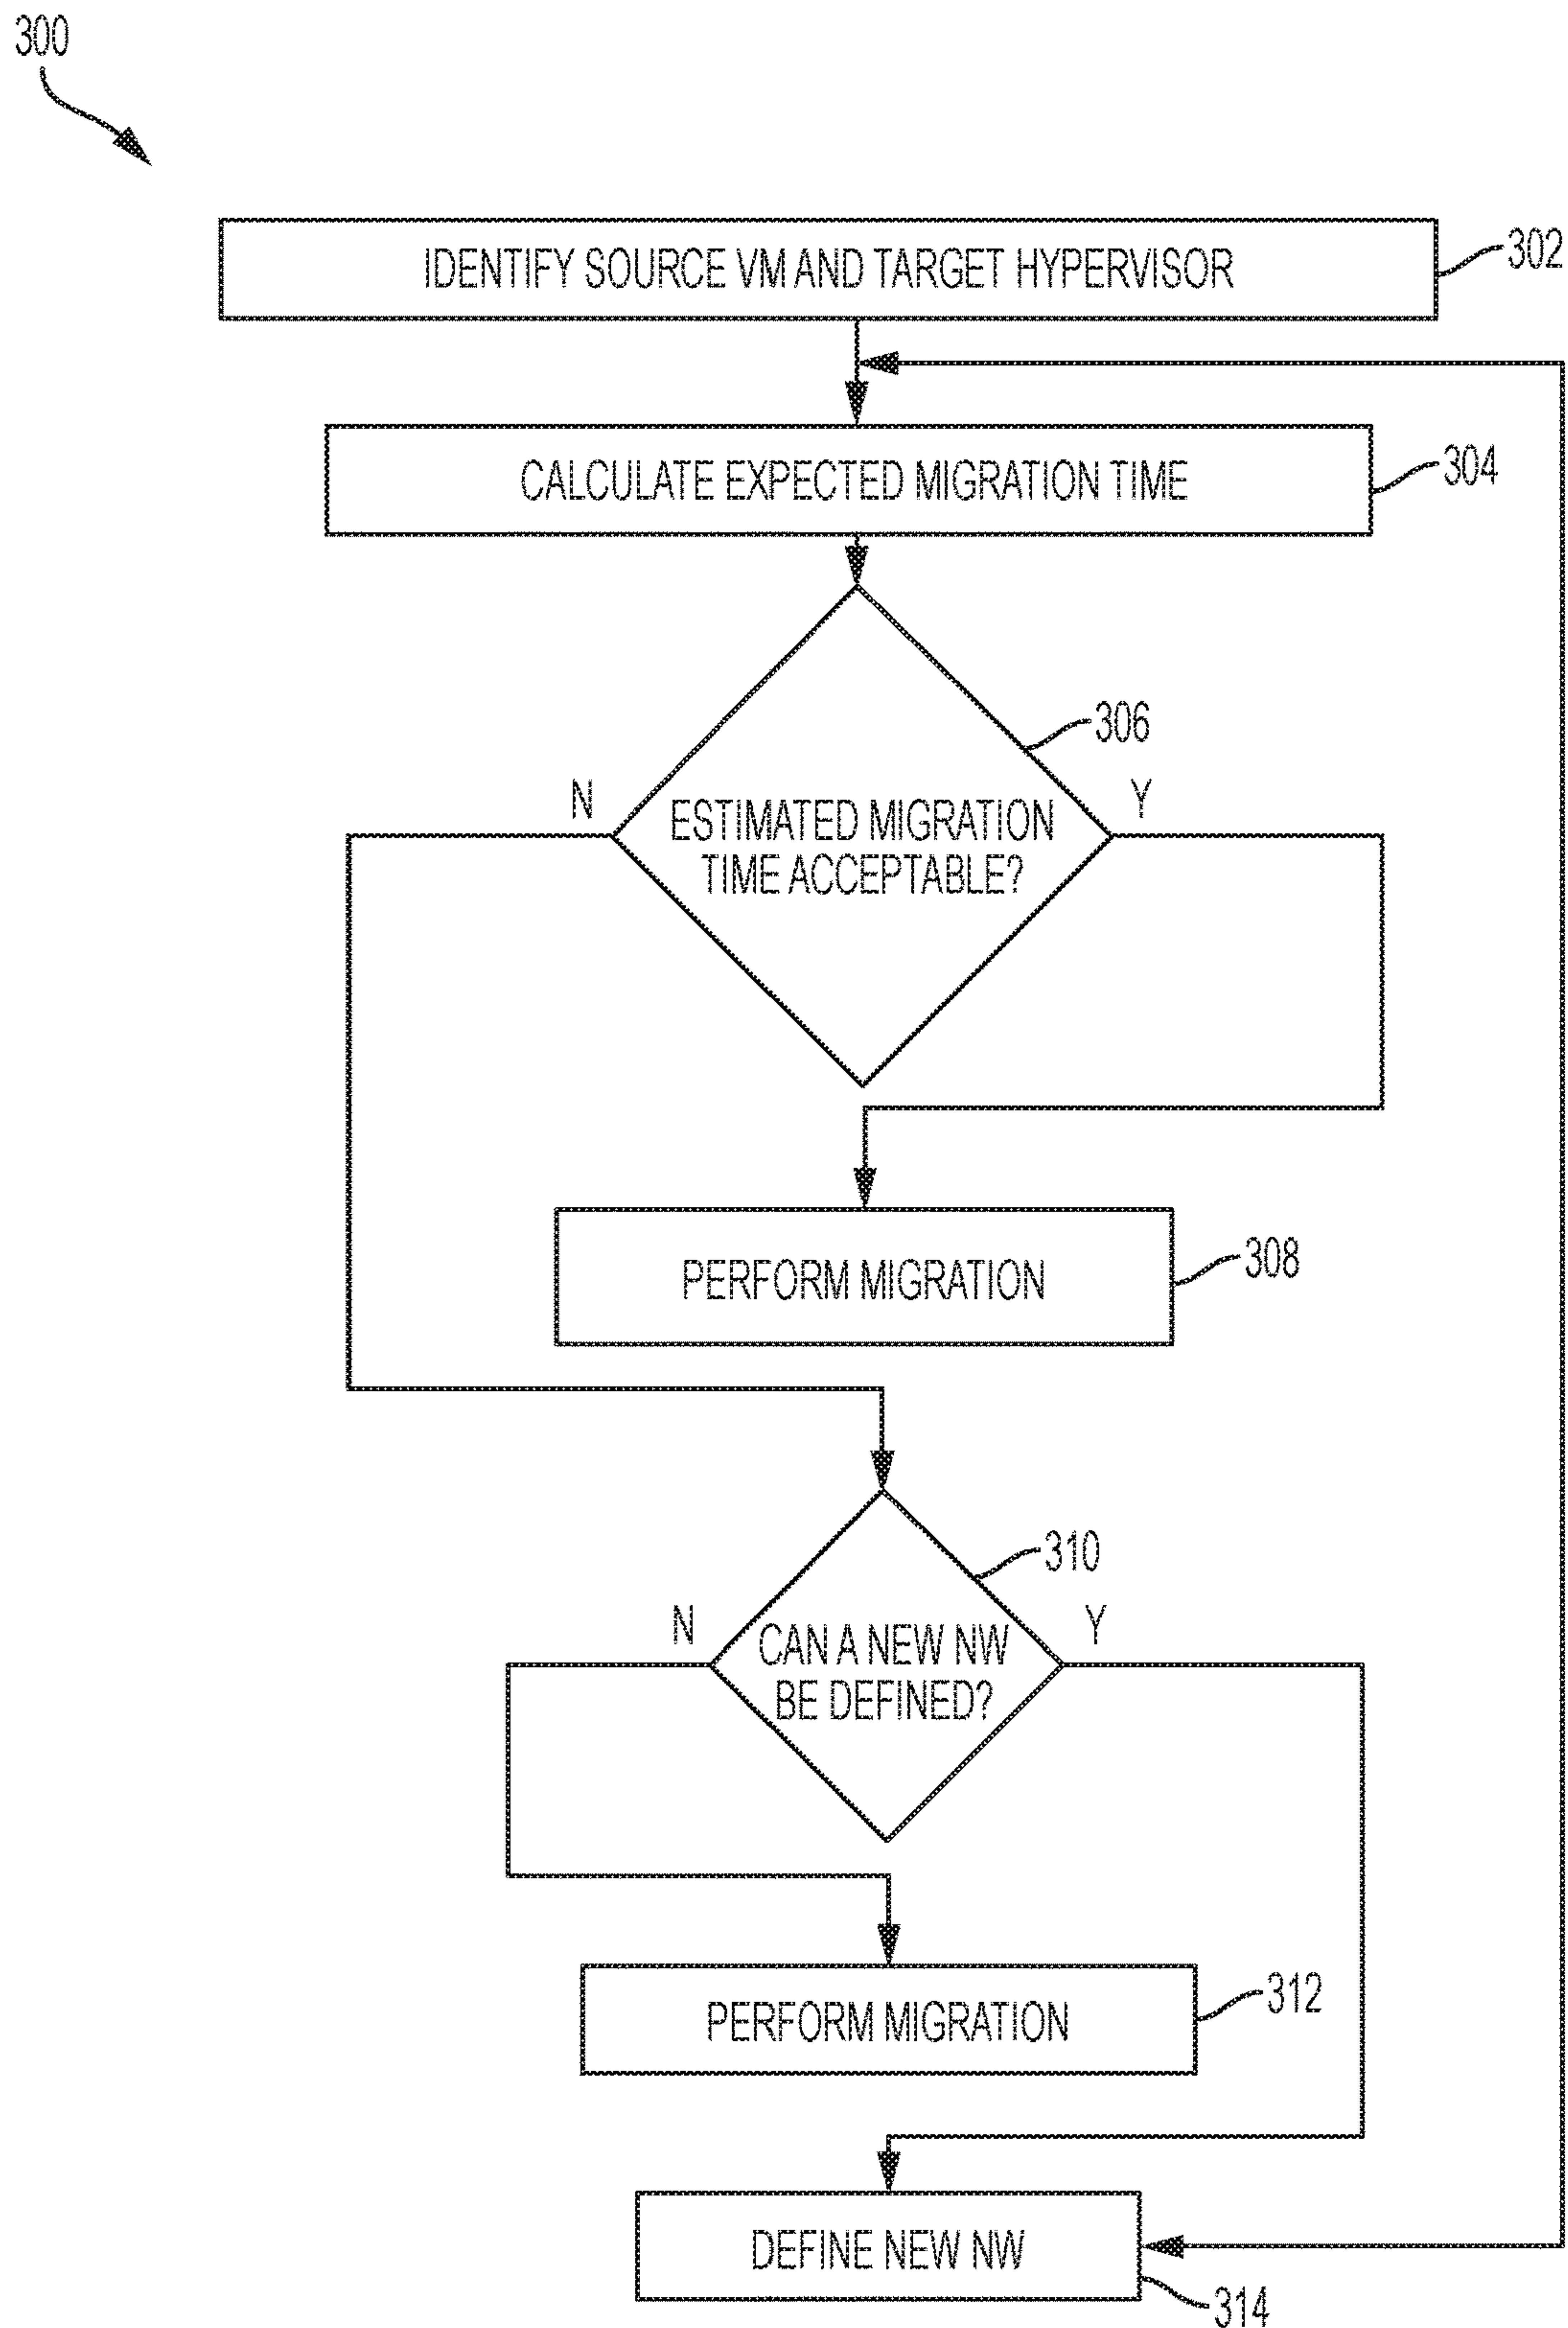 300
IDENTIFY SOURCE VM AND TARGET HYPERVISOR
302
CALCULATE EXPECTED MIGRATION TIME
304
306
N
Y
ESTIMATED MIGRATION
TIME ACCEPTABLE?
PERFORM MIGRATION
308
310
N
Y
CAN A NEW NW
BE DEFINED?
PERFORM MIGRATION
312
DEFINE NEW NW
314